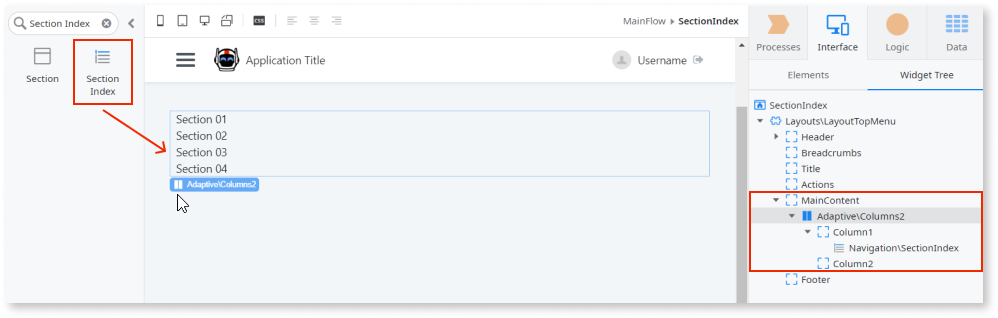 Section Index
Section
Section Index
css
MainFlow ▸ SectionIndex
Application Title
Username
Section 01
Section 02
Section 03
Section 04
Adaptive\Columns2
Processes
Interface
Logic
Data
Elements
Widget Tree
SectionIndex
Layouts\LayoutTopMenu
Header
Breadcrumbs
Title
Actions
MainContent
Adaptive\Columns2
Column1
Navigation\SectionIndex
Column2
Footer